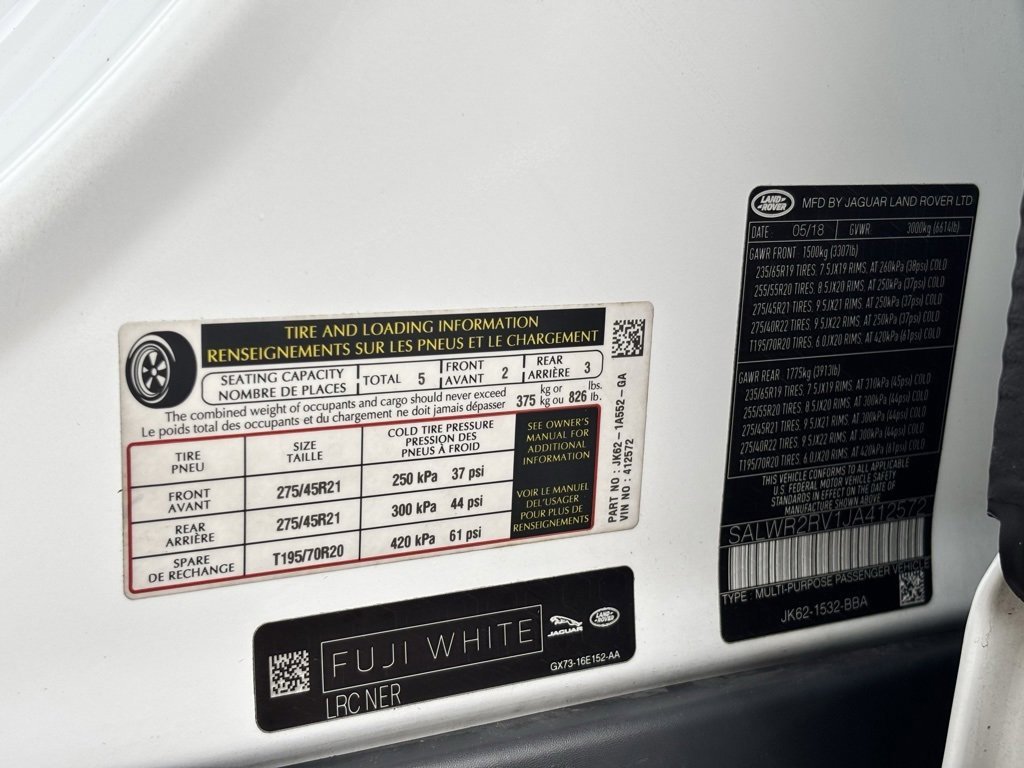 TIRE AND LOADING INFORMATION
RENSEIGNEMENTS SUR LES PNEUS ET LE CHARGEMENT
SEATING CAPACITY
NOMBRE DE PLACES
TOTAL 5
FRONT
AVANT 2
REAR
ARRIÈRE 3
The combined weight of occupants and cargo should never exceed 375 kg or 826 lbs.
Le poids total des occupants et du chargement ne doit jamais dépasser kg ou lb.
TIRE
PNEU
SIZE
TAILLE
COLD TIRE PRESSURE
PRESSION DES
PNEUS À FROID
FRONT
AVANT
275/45R21
250 kPa 37 psi
REAR
ARRIÈRE
275/45R21
300 kPa 44 psi
SPARE
DE RECHANGE
T195/70R20
420 kPa 61 psi
SEE OWNER'S
MANUAL FOR
ADDITIONAL
INFORMATION
VOIR LE MANUEL
DEL'USAGER
POUR PLUS DE
RENSEIGNEMENTS
PART NO : JK62-1A552-GA
VIN NO : 412572
FUJI WHITE
JAGUAR
LAND
ROVER
LRC NER
GX73-16E152-AA
LAND
ROVER
MFD BY JAGUAR LAND ROVER LTD
DATE: 05/18 GVWR: 3000kg (6614lb)
GAWR FRONT 1500kg (3307lb)
235/65R19 TIRES, 7.5JX19 RIMS, AT 260kPa (38psi) COLD
255/55R20 TIRES, 8.5JX20 RIMS, AT 250kPa (37psi) COLD
275/45R21 TIRES, 9.5JX21 RIMS, AT 250kPa (37psi) COLD
275/40R22 TIRES, 9.5JX22 RIMS, AT 250kPa (37psi) COLD
T195/70R20 TIRES, 6.0JX20 RIMS, AT 420kPa (61psi) COLD
GAWR REAR 1775kg (3913lb)
235/65R19 TIRES, 7.5JX19 RIMS, AT 310kPa (45psi) COLD
255/55R20 TIRES, 8.5JX20 RIMS, AT 300kPa (44psi) COLD
275/45R21 TIRES, 9.5JX21 RIMS, AT 300kPa (44psi) COLD
275/40R22 TIRES, 9.5JX22 RIMS, AT 300kPa (44psi) COLD
T195/70R20 TIRES, 6.0JX20 RIMS, AT 420kPa (61psi) COLD
THIS VEHICLE CONFORMS TO ALL APPLICABLE
U.S. FEDERAL MOTOR VEHICLE SAFETY
STANDARDS IN EFFECT ON THE DATE OF
MANUFACTURE SHOWN ABOVE
SALWR2RV1JA412572
TYPE : MULTI-PURPOSE PASSENGER VEHICLE
JK62-1532-BBA